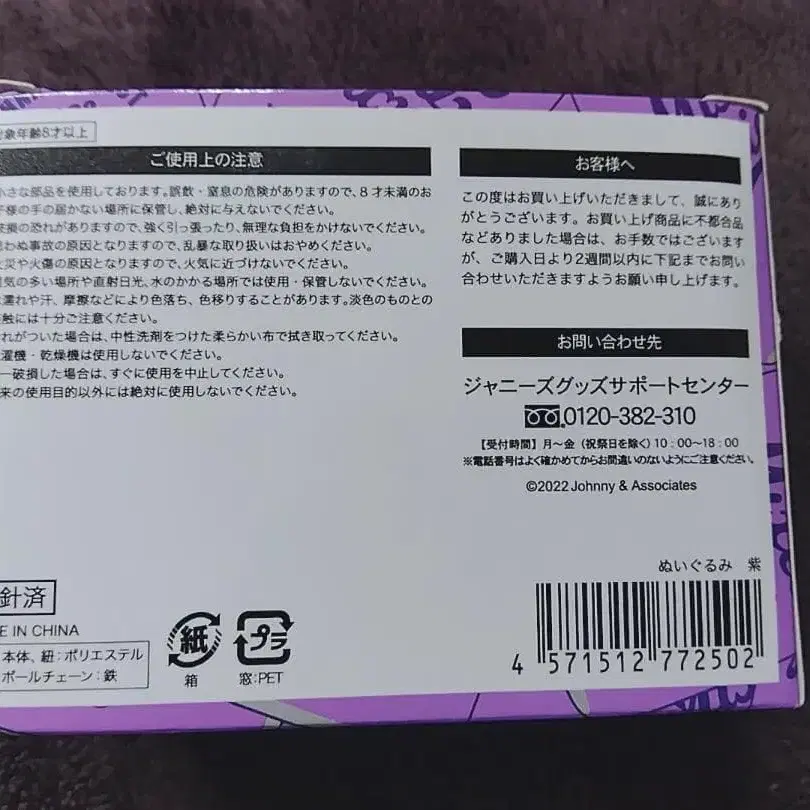 対象年齢8才以上
ご使用上の注意
小さな部品を使用しております。誤飲・窒息の危険がありますので、8才未満のお
子様の手の届かない場所に保管し、絶対に与えないでください。
破損の恐れがありますので、強く引っ張ったり、無理な負担をかけないでください。
思わぬ事故の原因となりますので、乱暴な取り扱いはおやめください。
火災や火傷の原因となりますので、火気に近づけないでください。
湿気の多い場所や直射日光、水のかかる場所では使用・保管しないでください。
濡れや汗、摩擦などにより色落ち、色移りすることがあります。淡色のものとの
接触には十分ご注意ください。
汚れがついた場合は、中性洗剤をつけた柔らかい布で拭き取ってください。
洗濯機・乾燥機は使用しないでください。
万一破損した場合は、すぐに使用を中止してください。
本来の使用目的以外には絶対に使用しないでください。
お客様へ
この度はお買い上げいただきまして、誠にあり
がとうございます。お買い上げ商品に不都合品
などありました場合は、お手数ではございます
が、ご購入日より2週間以内に下記までお問い
合わせいただきますようお願い申し上げます。
お問い合わせ先
ジャニーズグッズサポートセンター
0120-382-310
【受付時間】月〜金(祝祭日を除く)10:00〜18:00
※電話番号はよく確かめてからお間違いのないようにご注意ください。
©2022 Johnny & Associates
針済
E IN CHINA
本体、紐:ポリエステル
ボールチェーン:鉄
紙
箱
プラ
窓:PET
ぬいぐるみ 紫
4 571512 772502